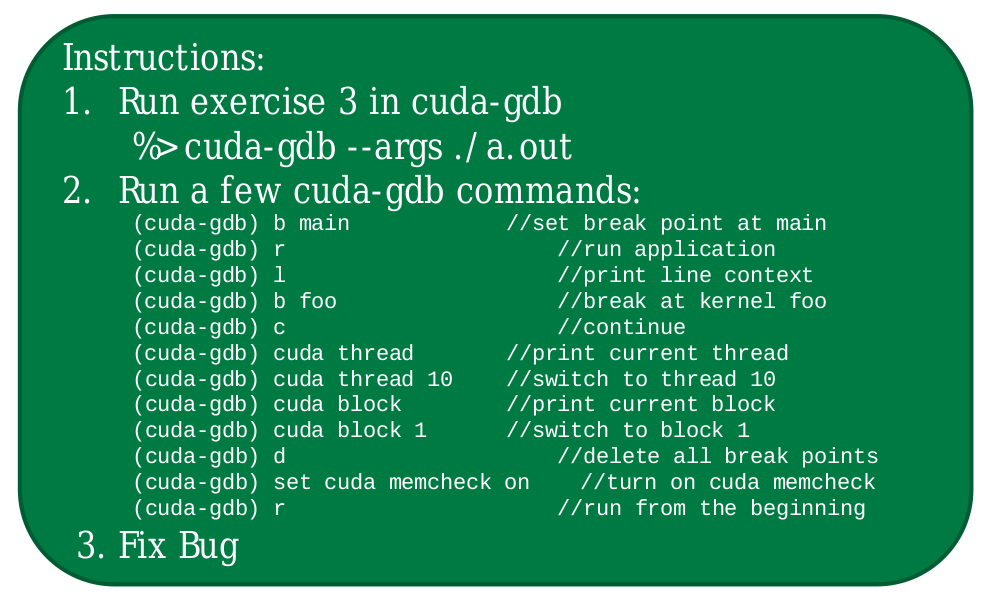 Instructions:
1. Run exercise 3 in cuda-gdb
%> cuda-gdb --args ./a.out
2. Run a few cuda-gdb commands:
(cuda-gdb) b main //set break point at main
(cuda-gdb) r //run application
(cuda-gdb) l //print line context
(cuda-gdb) b foo //break at kernel foo
(cuda-gdb) c //continue
(cuda-gdb) cuda thread //print current thread
(cuda-gdb) cuda thread 10 //switch to thread 10
(cuda-gdb) cuda block //print current block
(cuda-gdb) cuda block 1 //switch to block 1
(cuda-gdb) d //delete all break points
(cuda-gdb) set cuda memcheck on //turn on cuda memcheck
(cuda-gdb) r //run from the beginning
3. Fix Bug